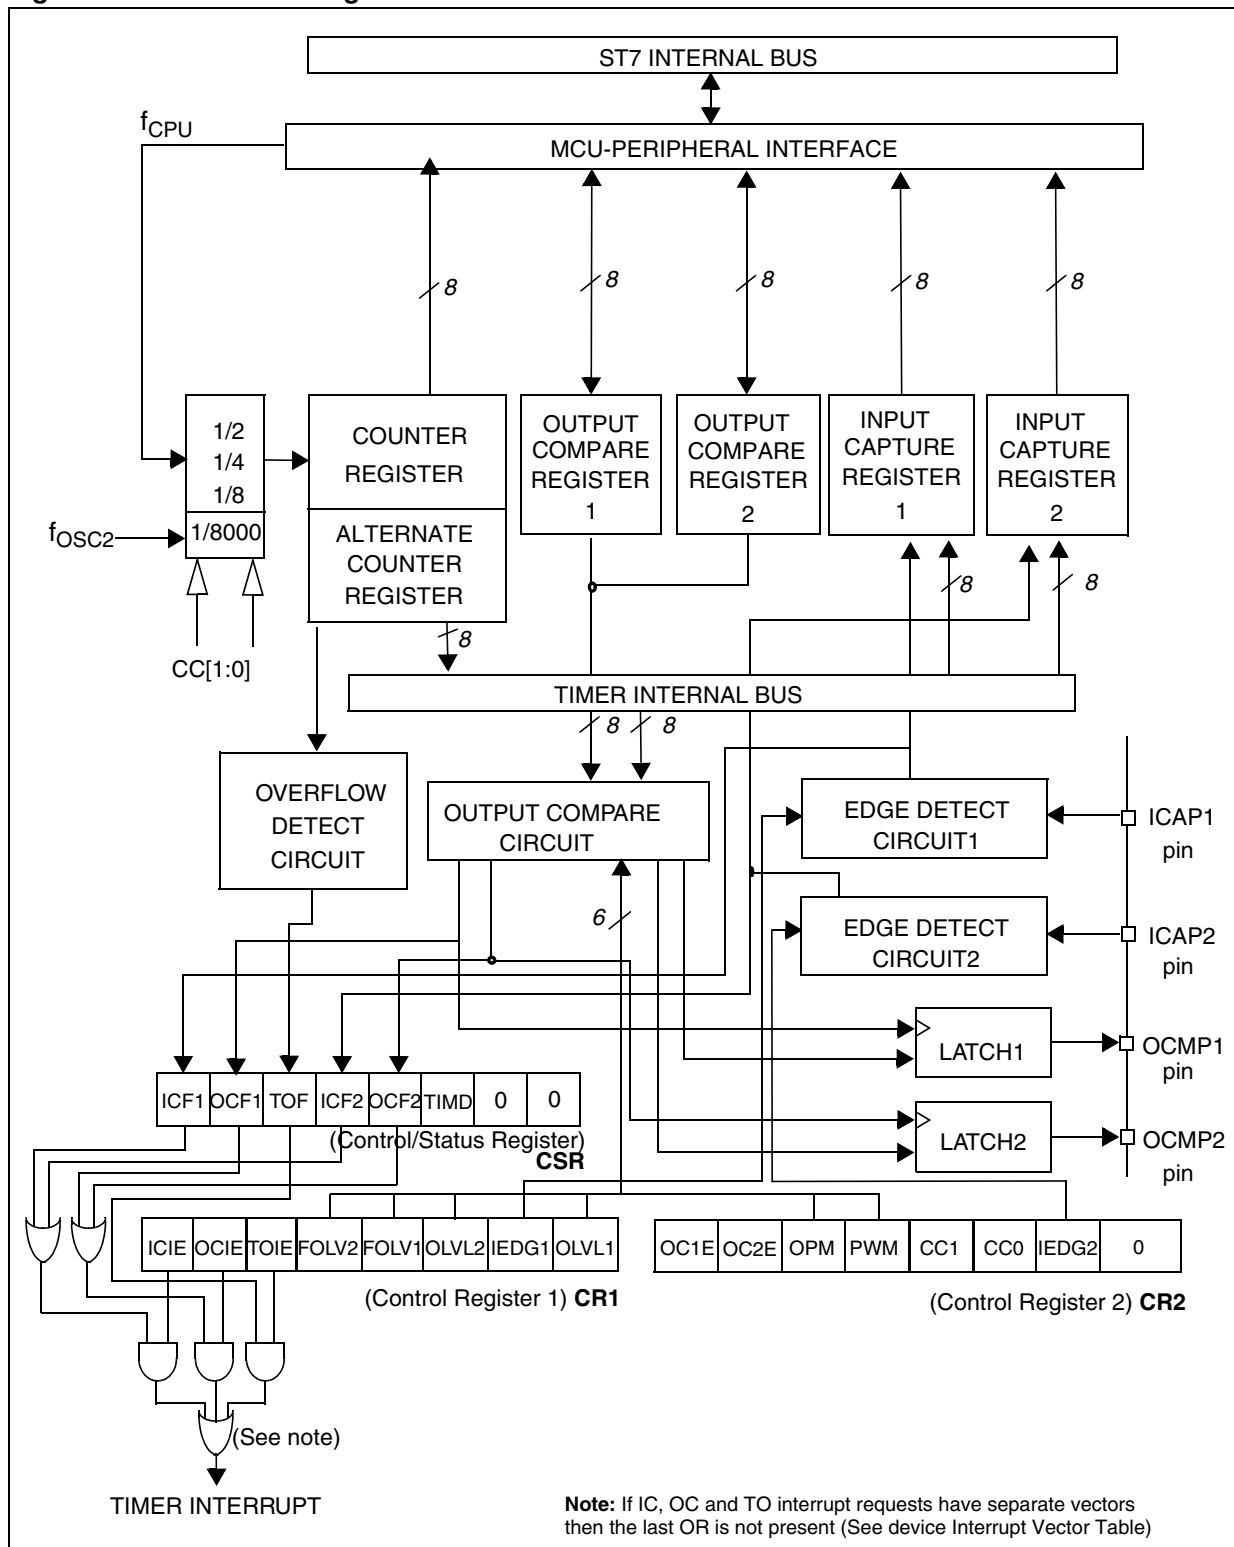 ST7 INTERNAL BUS
fCPU
MCU-PERIPHERAL INTERFACE
8
8
8
8
8
1/2
1/4
1/8
1/8000
fOSC2
CC[1:0]
COUNTER
REGISTER
ALTERNATE
COUNTER
REGISTER
OUTPUT
COMPARE
REGISTER
1
OUTPUT
COMPARE
REGISTER
2
INPUT
CAPTURE
REGISTER
1
INPUT
CAPTURE
REGISTER
2
8
8
8
TIMER INTERNAL BUS
8
8
OVERFLOW
DETECT
CIRCUIT
OUTPUT COMPARE
CIRCUIT
6
EDGE DETECT
CIRCUIT1
EDGE DETECT
CIRCUIT2
ICAP1
pin
ICAP2
pin
LATCH1
OCMP1
pin
LATCH2
OCMP2
pin
ICF1 OCF1 TOF ICF2 OCF2 TIMD 0 0
(Control/Status Register)
CSR
ICIE OCIE TOIE FOLV2 FOLV1 OLVL2 IEDG1 OLVL1
(Control Register 1) CR1
OC1E OC2E OPM PWM CC1 CC0 IEDG2 0
(Control Register 2) CR2
(See note)
TIMER INTERRUPT
Note: If IC, OC and TO interrupt requests have separate vectors
then the last OR is not present (See device Interrupt Vector Table)